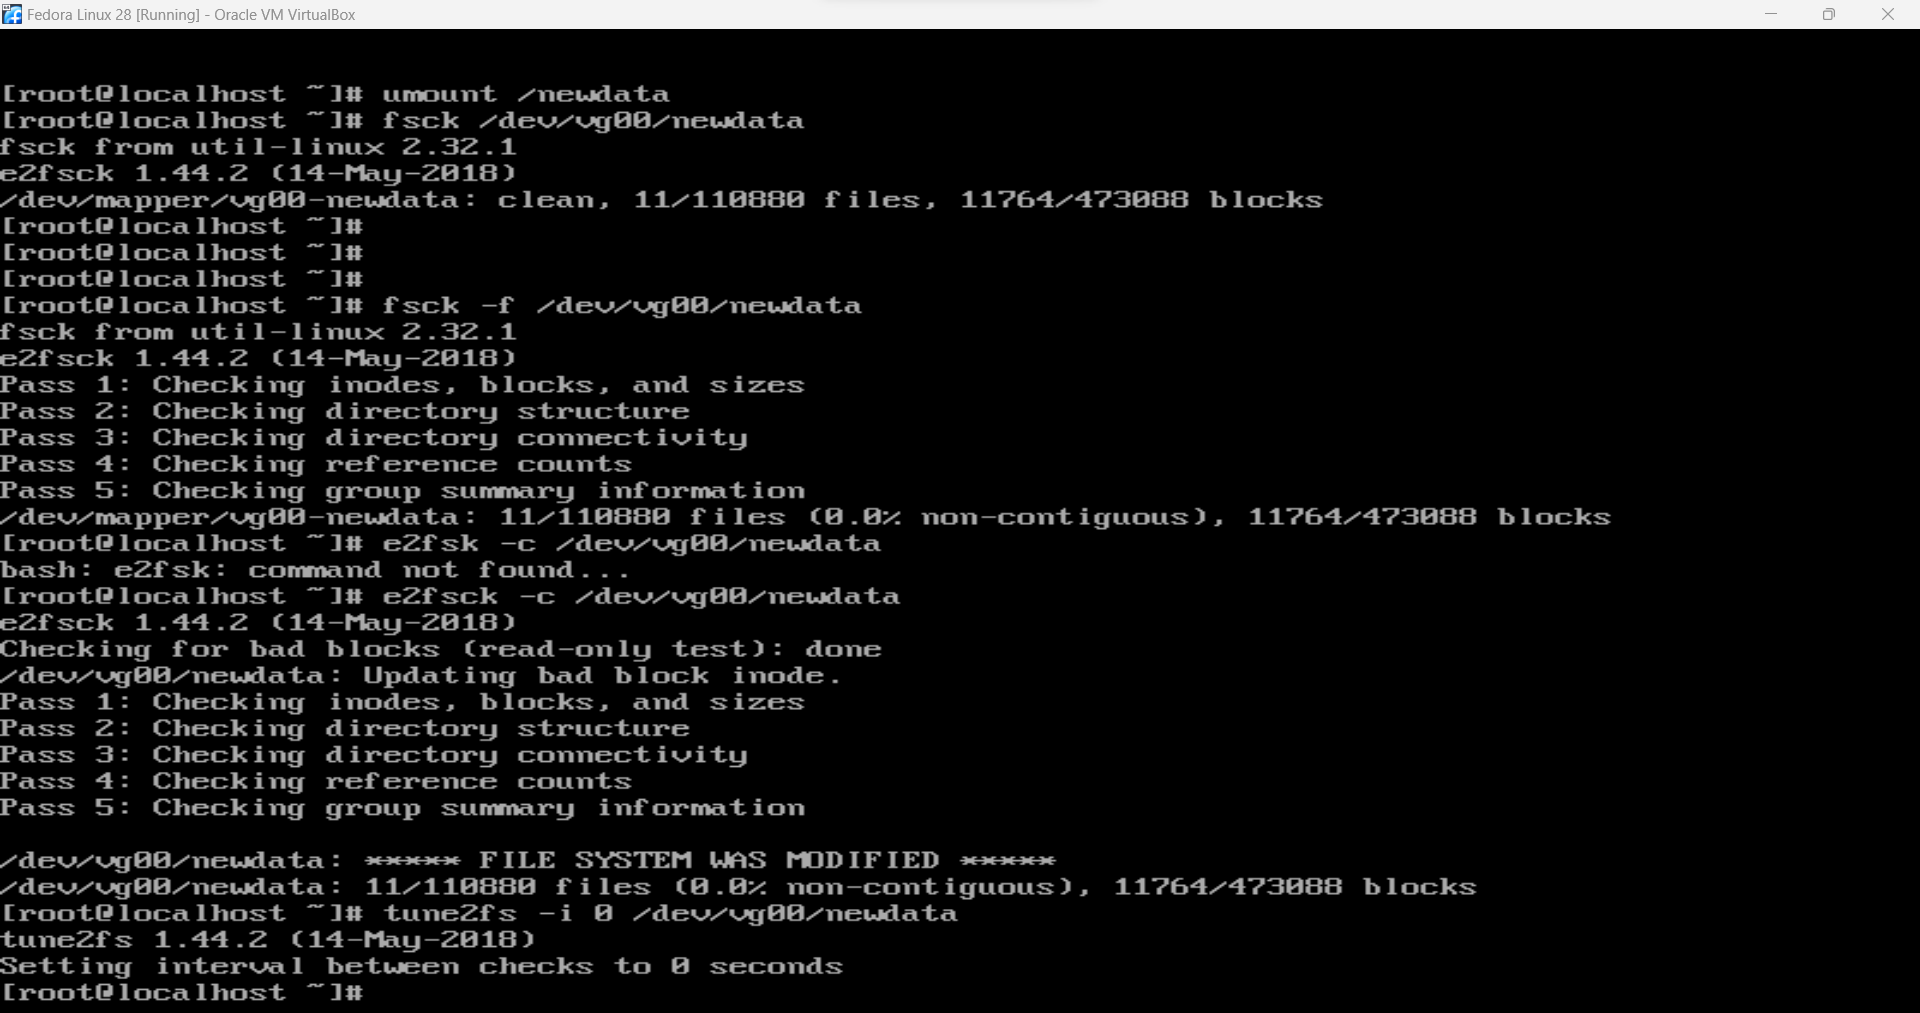 Fedora Linux 28 [Running] - Oracle VM VirtualBox
[root@localhost ~]# umount /newdata
[root@localhost ~]# fsck /dev/vg00/newdata
fsck from util-linux 2.32.1
e2fsck 1.44.2 (14-May-2018)
/dev/mapper/vg00-newdata: clean, 11/110880 files, 11764/473088 blocks
[root@localhost ~]#
[root@localhost ~]#
[root@localhost ~]#
[root@localhost ~]# fsck -f /dev/vg00/newdata
fsck from util-linux 2.32.1
e2fsck 1.44.2 (14-May-2018)
Pass 1: Checking inodes, blocks, and sizes
Pass 2: Checking directory structure
Pass 3: Checking directory connectivity
Pass 4: Checking reference counts
Pass 5: Checking group summary information
/dev/mapper/vg00-newdata: 11/110880 files (0.0% non-contiguous), 11764/473088 blocks
[root@localhost ~]# e2fsk -c /dev/vg00/newdata
bash: e2fsk: command not found...
[root@localhost ~]# e2fsck -c /dev/vg00/newdata
e2fsck 1.44.2 (14-May-2018)
Checking for bad blocks (read-only test): done
/dev/vg00/newdata: Updating bad block inode.
Pass 1: Checking inodes, blocks, and sizes
Pass 2: Checking directory structure
Pass 3: Checking directory connectivity
Pass 4: Checking reference counts
Pass 5: Checking group summary information
/dev/vg00/newdata: ***** FILE SYSTEM WAS MODIFIED *****
/dev/vg00/newdata: 11/110880 files (0.0% non-contiguous), 11764/473088 blocks
[root@localhost ~]# tune2fs -i 0 /dev/vg00/newdata
tune2fs 1.44.2 (14-May-2018)
Setting interval between checks to 0 seconds
[root@localhost ~]#